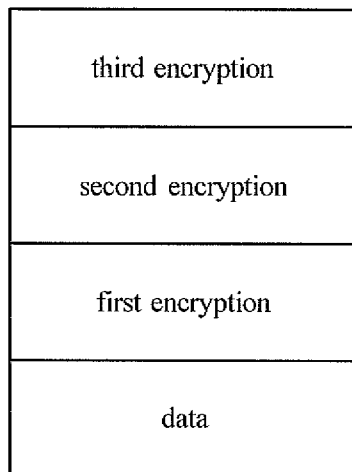 third encryption
second encryption
first encryption
data